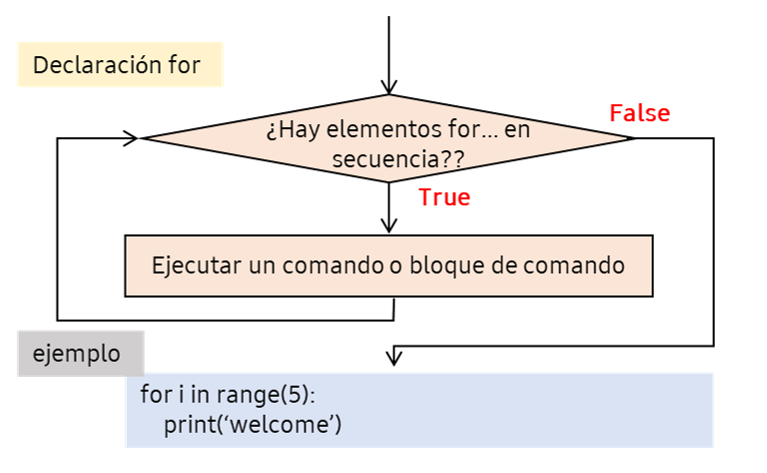 Declaración for
¿Hay elementos for... en
secuencia??
False
True
Ejecutar un comando o bloque de comando
ejemplo
for i in range(5):
print(‘welcome’)